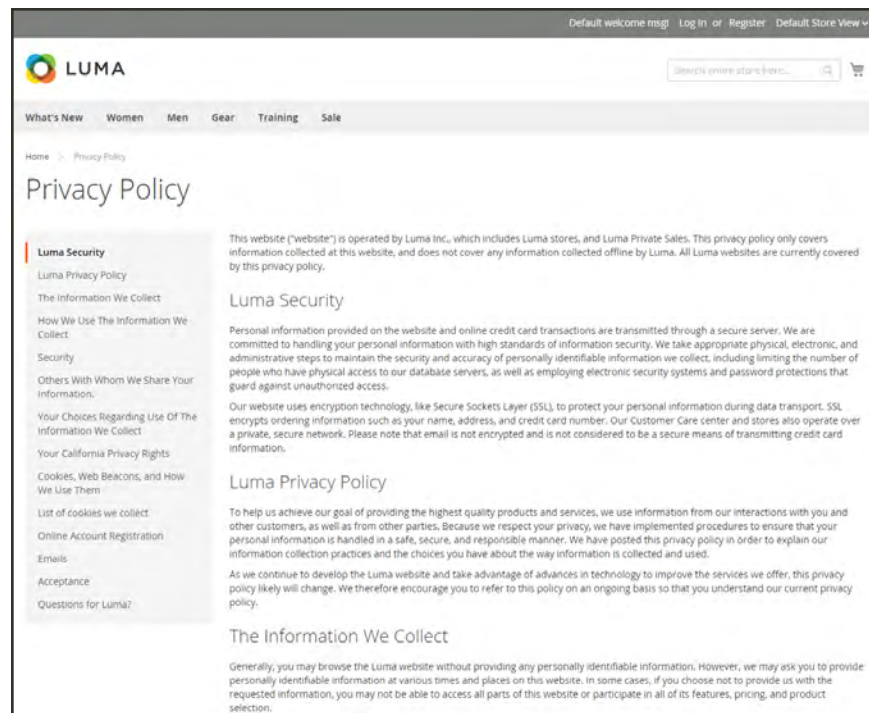 Default welcome msg! Log In or Register Default Store View
LUMA
Search entire store here...
What's New Women Men Gear Training Sale
Home > Privacy Policy
Privacy Policy
Luma Security
Luma Privacy Policy
The Information We Collect
How We Use The Information We
Collect
Security
Others With Whom We Share Your
Information.
Your Choices Regarding Use Of The
Information We Collect
Your California Privacy Rights
Cookies, Web Beacons, and How
We Use Them
List of cookies we collect
Online Account Registration
Emails
Acceptance
Questions for Luma?
This website ("website") is operated by Luma Inc., which includes Luma stores, and Luma Private Sales. This privacy policy only covers
information collected at this website, and does not cover any information collected offline by Luma. All Luma websites are currently covered
by this privacy policy.
Luma Security
Personal information provided on the website and online credit card transactions are transmitted through a secure server. We are
committed to handling your personal information with high standards of information security. We take appropriate physical, electronic, and
administrative steps to maintain the security and accuracy of personally identifiable information we collect, including limiting the number of
people who have physical access to our database servers, as well as employing electronic security systems and password protections that
guard against unauthorized access.
Our website uses encryption technology, like Secure Sockets Layer (SSL), to protect your personal information during data transport. SSL
encrypts ordering information such as your name, address, and credit card number. Our Customer Care center and stores also operate over
a private, secure network. Please note that email is not encrypted and is not considered to be a secure means of transmitting credit card
information.
Luma Privacy Policy
To help us achieve our goal of providing the highest quality products and services, we use information from our interactions with you and
other customers, as well as from other parties. Because we respect your privacy, we have implemented procedures to ensure that your
personal information is handled in a safe, secure, and responsible manner. We have posted this privacy policy in order to explain our
information collection practices and the choices you have about the way information is collected and used.
As we continue to develop the Luma website and take advantage of advances in technology to improve the services we offer, this privacy
policy likely will change. We therefore encourage you to refer to this policy on an ongoing basis so that you understand our current privacy
policy.
The Information We Collect
Generally, you may browse the Luma website without providing any personally identifiable information. However, we may ask you to provide
personally identifiable information at various times and places on this website. In some cases, if you choose not to provide us with the
requested information, you may not be able to access all parts of this website or participate in all of its features, pricing, and product
selection.